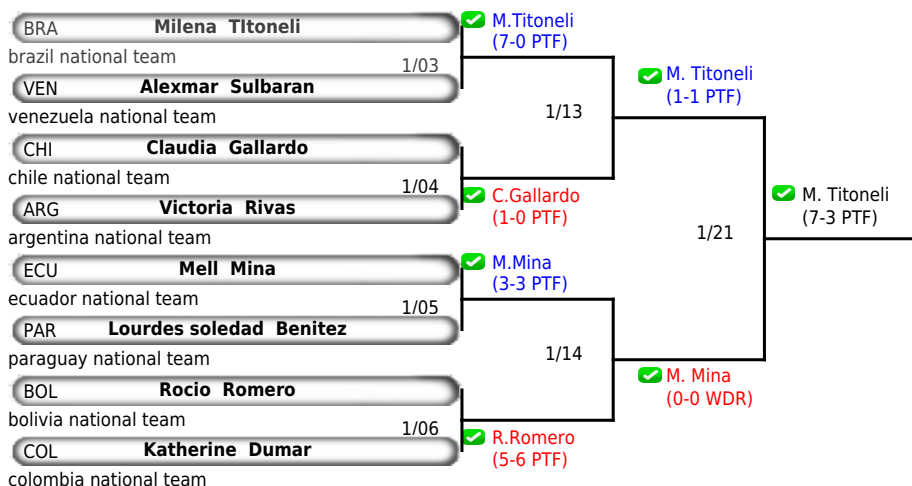 BRA Milena TItoneli
brazil national team
1/03
VEN Alexmar Sulbaran
venezuela national team
CHI Claudia Gallardo
chile national team
1/04
ARG Victoria Rivas
argentina national team
ECU Mell Mina
ecuador national team
1/05
PAR Lourdes soledad Benitez
paraguay national team
BOL Rocio Romero
bolivia national team
1/06
COL Katherine Dumar
colombia national team
M.Titoneli
(7-0 PTF)
C.Gallardo
(1-0 PTF)
M.Mina
(3-3 PTF)
R.Romero
(5-6 PTF)
1/13
1/14
M. Titoneli
(1-1 PTF)
M. Mina
(0-0 WDR)
1/21
M. Titoneli
(7-3 PTF)